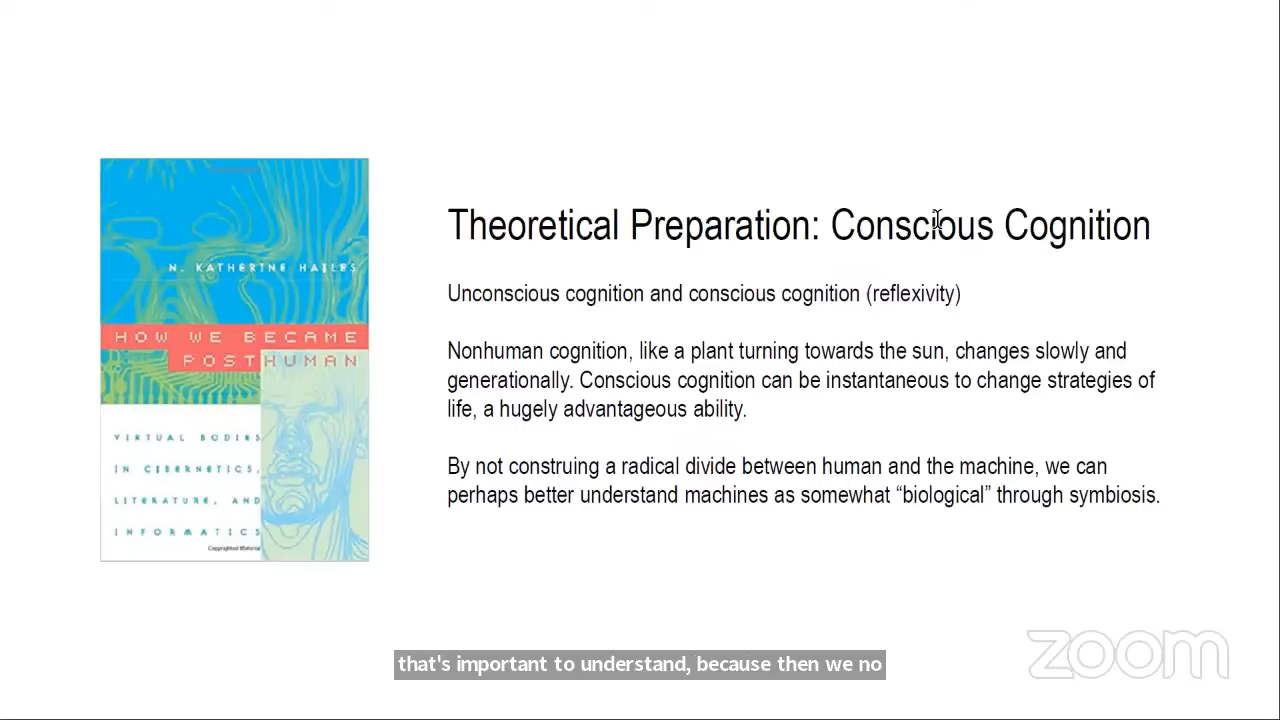 N. KATHERINE HAYLES
HOW WE BECAME
POSTHUMAN
VIRTUAL BODIES
IN CYBERNETICS,
LITERATURE, AND
INFORMATICS
Copyrighted Material
Theoretical Preparation: Conscious Cognition
Unconscious cognition and conscious cognition (reflexivity)
Nonhuman cognition, like a plant turning towards the sun, changes slowly and
generationally. Conscious cognition can be instantaneous to change strategies of
life, a hugely advantageous ability.
By not construing a radical divide between human and the machine, we can
perhaps better understand machines as somewhat “biological” through symbiosis.
that's important to understand, because then we no
zoom